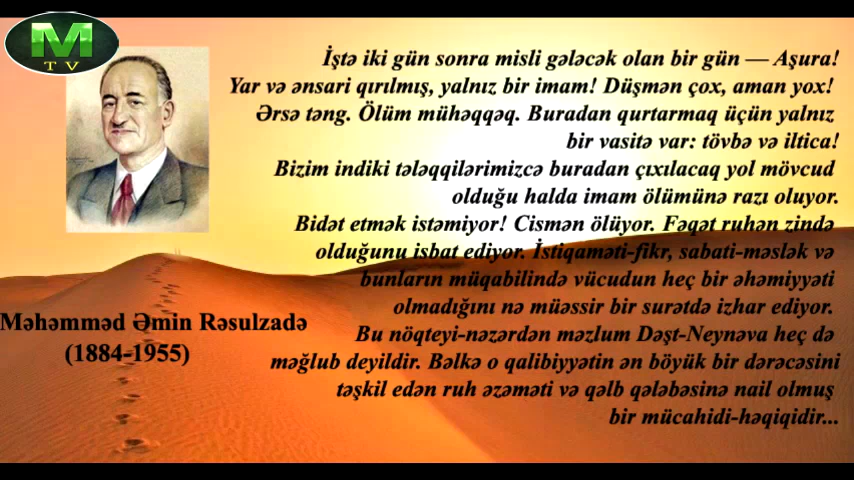 M
TV
İştə iki gün sonra misli gələcək olan bir gün — Aşura!
Yar və ənsari qırılmış, yalnız bir imam! Düşmən çox, aman yox!
Ərsə təng. Ölüm mühəqqəq. Buradan qurtarmaq üçün yalnız
bir vasitə var: tövbə və iltica!
Bizim indiki tələqqilərimizcə buradan çıxılacaq yol mövcud
olduğu halda imam ölümünə razı oluyor.
Bidət etmək istəmiyor! Cismən ölüyor. Fəqət ruhən zində
olduğunu isbat ediyor. İstiqaməti-fikr, sabati-məslək və
bunların müqabilində vücudun heç bir əhəmiyyəti
olmadığını nə müəssir bir surətdə izhar ediyor.
Bu nöqteyi-nəzərdən məzlum Dəşt-Neynəva heç də
məğlub deyildir. Bəlkə o qalibiyyətin ən böyük bir dərəcəsini
təşkil edən ruh əzəməti və qəlb qələbəsinə nail olmuş
bir mücahidi-həqiqidir...
Məhəmməd Əmin Rəsulzadə
(1884-1955)